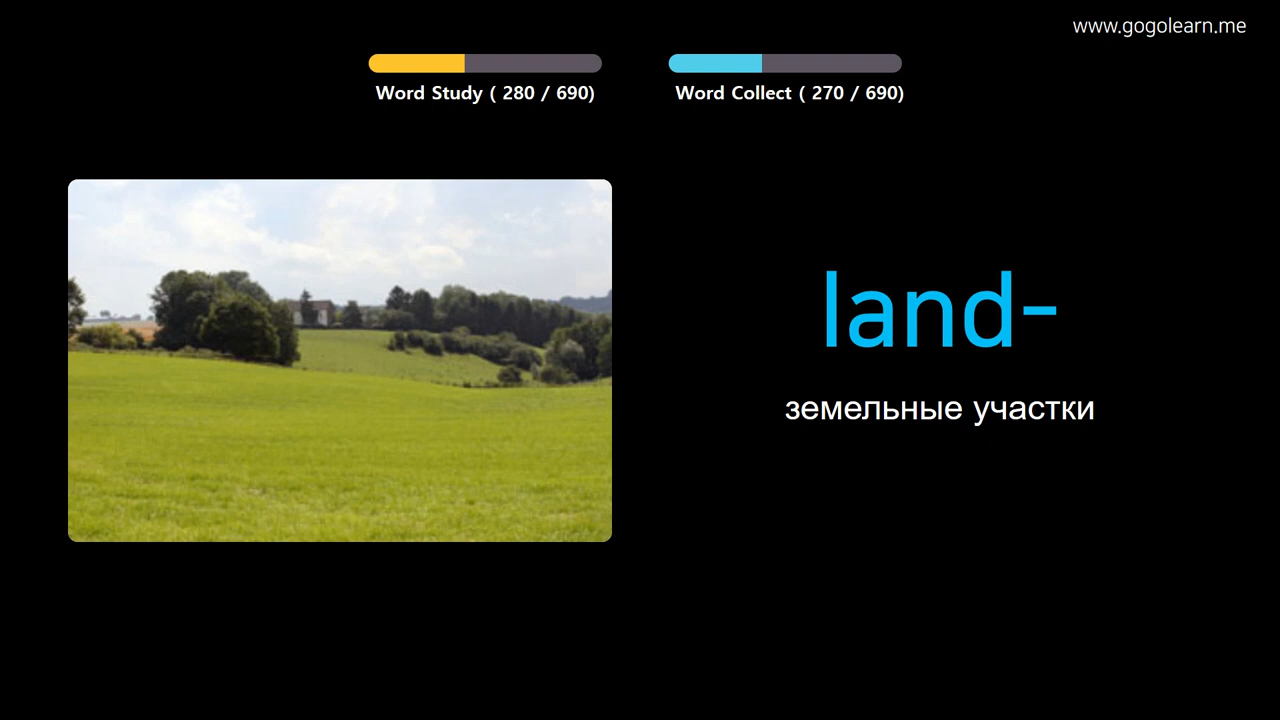 www.gogolearn.me
Word Study ( 280 / 690)
Word Collect ( 270 / 690)
land-
земельные участки